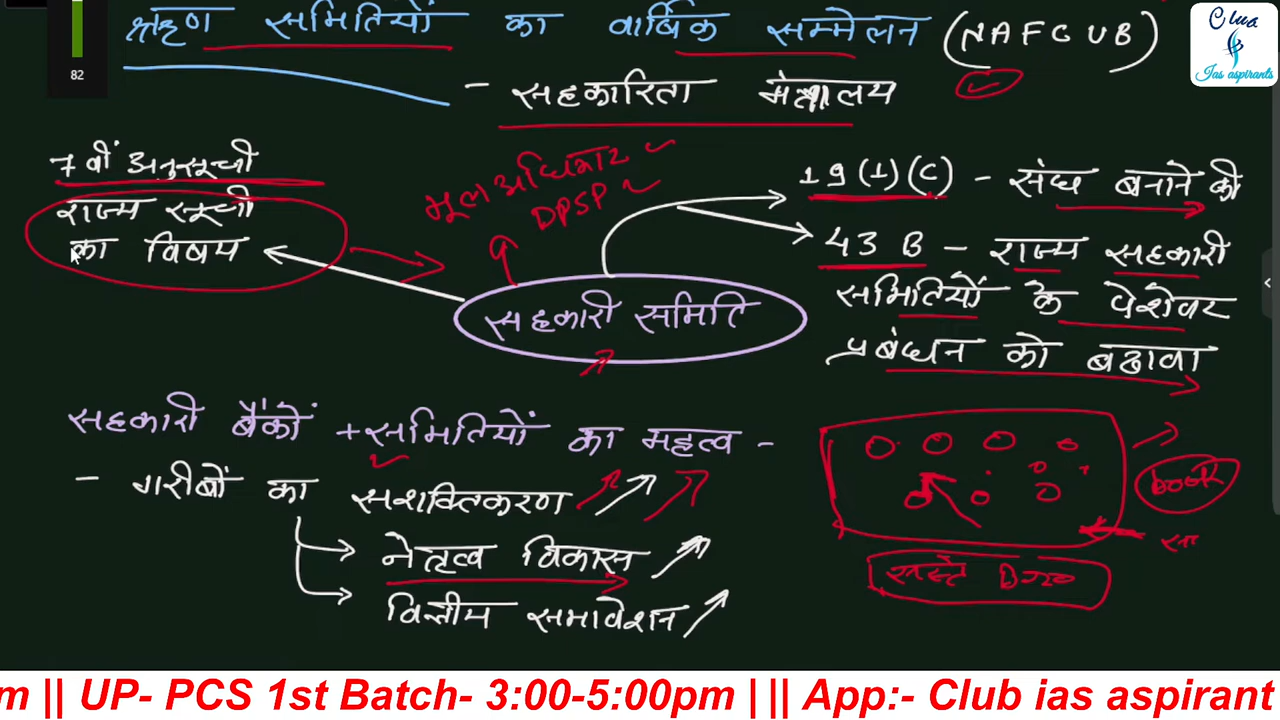 ऋण समितियों का वार्षिक सम्मेलन (NAFCUB)
- सहकारिता मंत्रालय
82
Club
Ias aspirants
7 वीं अनुसूची
राज्य सूची
का विषय
मूल अधिकार
DPSP
19(1)(C) - संघ बनाने की
43 B - राज्य सहकारी
समितियों के पेशेवर
प्रबंधन को बढावा
सहकारी समिति
सहकारी बैंकों + समितियों का महत्व -
- गरीबों का सशक्तिकरण
नेतृत्व विकास
वित्तीय समावेशन
book
सस्ते
m || UP- PCS 1st Batch- 3:00-5:00pm | || App:- Club ias aspirant